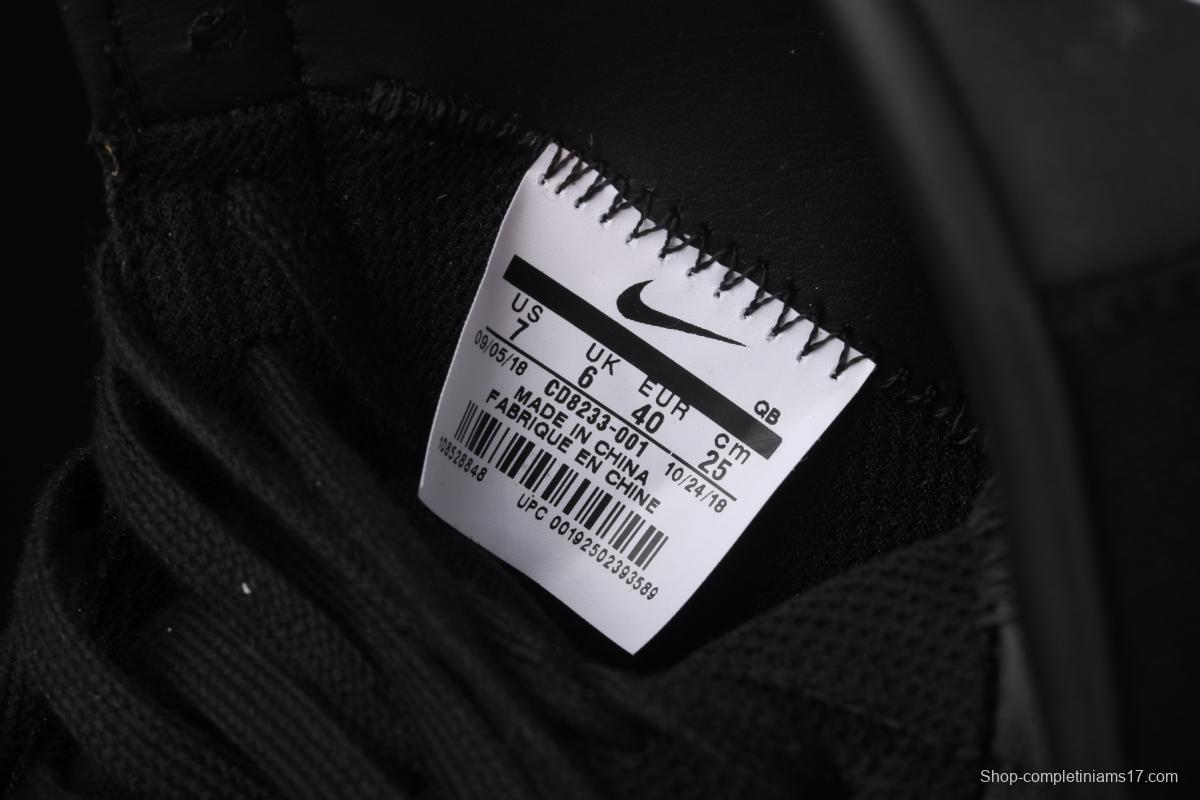 QB
US UK EUR cm
7 6 40 25
09/05/18 CD8233-001 10/24/18
MADE IN CHINA
FABRIQUE EN CHINE
108528848
UPC 00192502393589
Shop-completiniams17.com